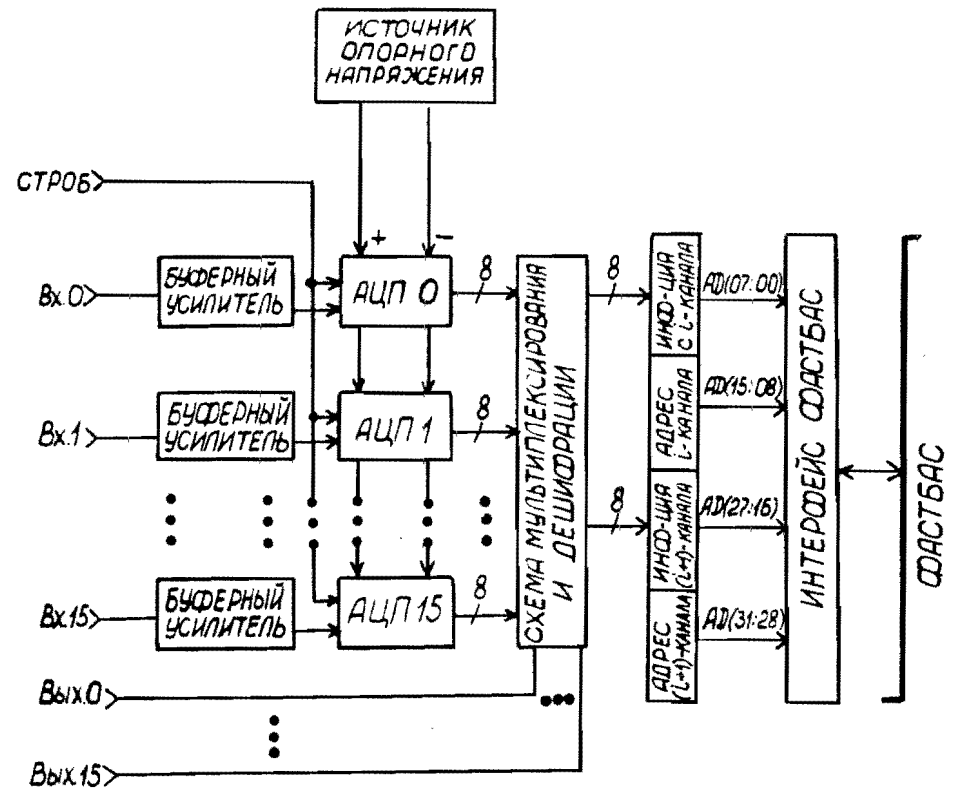 ИСТОЧНИК
ОПОРНОГО
НАПРЯЖЕНИЯ
СТРОБ
+
−
Вх.0
БУФЕРНЫЙ
УСИЛИТЕЛЬ
АЦП 0
8
8
Вх.1
БУФЕРНЫЙ
УСИЛИТЕЛЬ
АЦП 1
8
Вх.15
БУФЕРНЫЙ
УСИЛИТЕЛЬ
АЦП 15
8
8
Вых.0
Вых.15
СХЕМА МУЛЬТИПЛЕКСИРОВАНИЯ
И ДЕШИФРАЦИИ
ИНФ-ЦИЯ
С i-КАНАЛА
АДРЕС
i-КАНАЛА
ИНФ-ЦИЯ
(i+1)-КАНАЛА
АДРЕС
(i+1)-КАНАЛА
AD(07:00)
AD(15:08)
AD(27:16)
AD(31:28)
ИНТЕРФЕЙС ФАСТБАС
ФАСТБАС